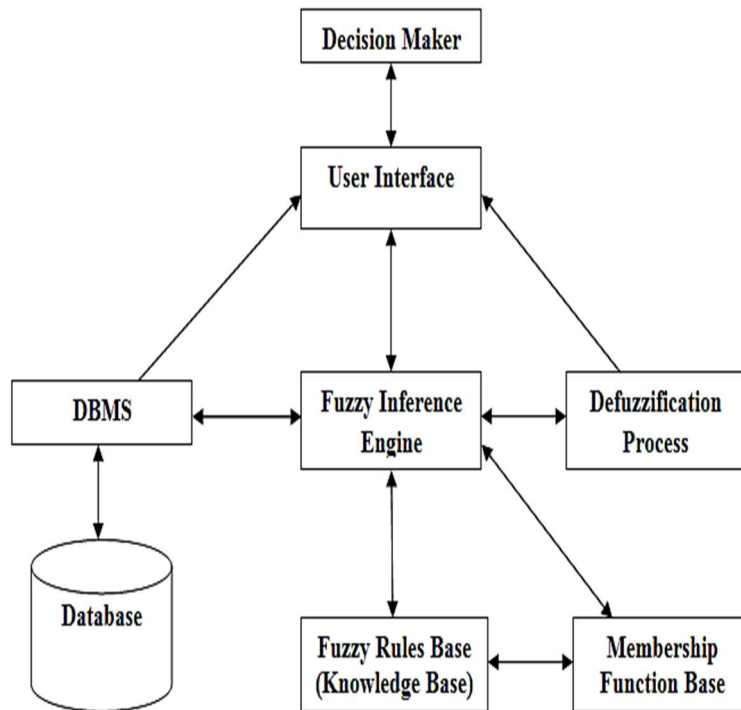 Decision Maker
User Interface
DBMS
Fuzzy Inference
Engine
Defuzzification
Process
Database
Fuzzy Rules Base
(Knowledge Base)
Membership
Function Base